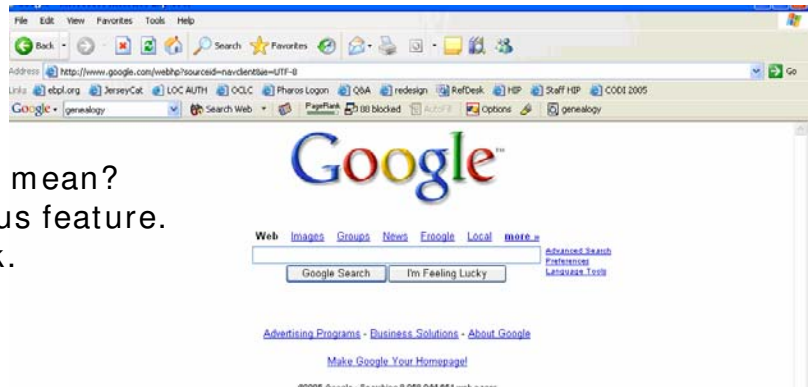 File Edit View Favorites Tools Help
Back Search Favorites
Address http://www.google.com/webhp?sourceid=navclient&ie=UTF-8 Go
Links ebpl.org JerseyCat LOC AUTH OCLC Pharos Logon Q&A redesign RefDesk HIP Staff HIP CODI 2005
Google genealogy Search Web PageRank 88 blocked AutoFill Options genealogy
Google™
mean?
us feature.
k.
Web Images Groups News Froogle Local more »
Advanced Search
Preferences
Language Tools
Google Search I'm Feeling Lucky
Advertising Programs - Business Solutions - About Google
Make Google Your Homepage!